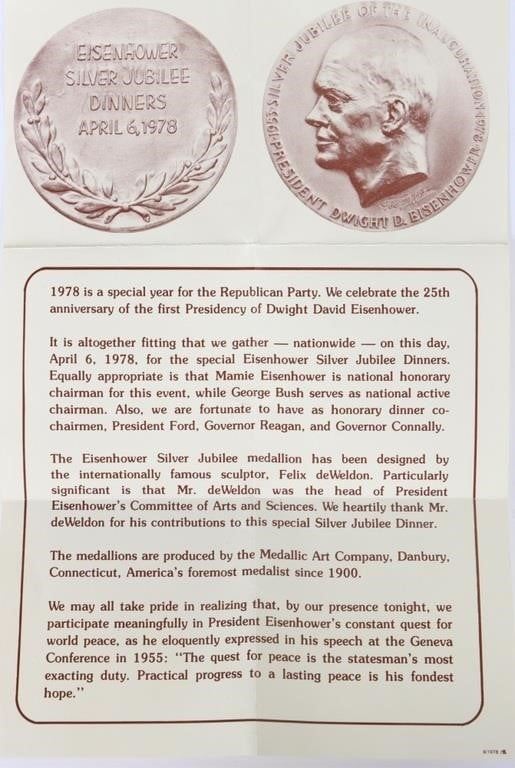 EISENHOWER
SILVER JUBILEE
DINNERS
APRIL 6, 1978
·1953·SILVER JUBILEE OF THE INAUGURATION·1978·
PRESIDENT DWIGHT D. EISENHOWER
1978 is a special year for the Republican Party. We celebrate the 25th
anniversary of the first Presidency of Dwight David Eisenhower.
It is altogether fitting that we gather — nationwide — on this day,
April 6, 1978, for the special Eisenhower Silver Jubilee Dinners.
Equally appropriate is that Mamie Eisenhower is national honorary
chairman for this event, while George Bush serves as national active
chairman. Also, we are fortunate to have as honorary dinner co-
chairmen, President Ford, Governor Reagan, and Governor Connally.
The Eisenhower Silver Jubilee medallion has been designed by
the internationally famous sculptor, Felix deWeldon. Particularly
significant is that Mr. deWeldon was the head of President
Eisenhower's Committee of Arts and Sciences. We heartily thank Mr.
deWeldon for his contributions to this special Silver Jubilee Dinner.
The medallions are produced by the Medallic Art Company, Danbury,
Connecticut, America's foremost medalist since 1900.
We may all take pride in realizing that, by our presence tonight, we
participate meaningfully in President Eisenhower's constant quest for
world peace, as he eloquently expressed in his speech at the Geneva
Conference in 1955: "The quest for peace is the statesman's most
exacting duty. Practical progress to a lasting peace is his fondest
hope."